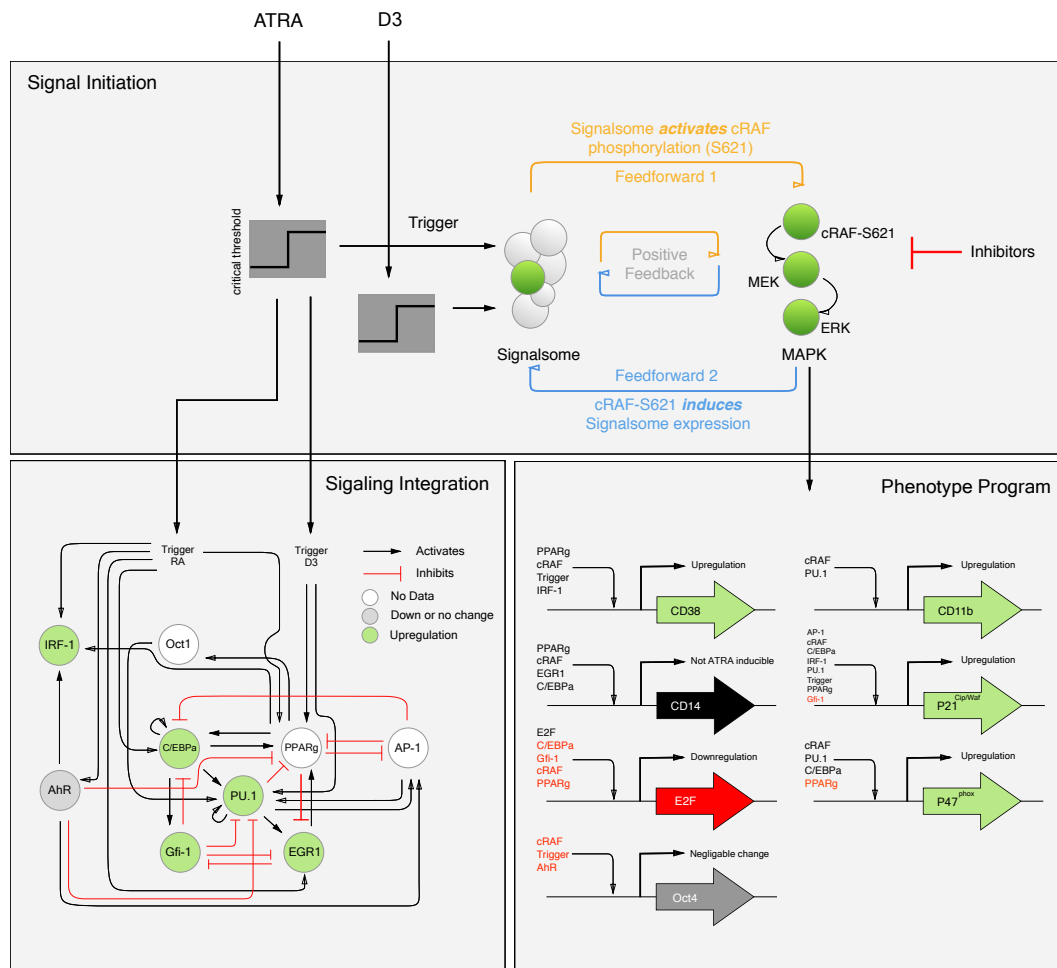 ATRA
D3
Signal Initiation
Signalsome activates cRAF
phosphorylation (S621)
Feedforward 1
critical threshold
Trigger
Positive
Feedback
cRAF-S621
MEK
ERK
Inhibitors
Signalsome
MAPK
Feedforward 2
cRAF-S621 induces
Signalsome expression
Sigaling Integration
Trigger
RA
Trigger
D3
Activates
Inhibits
No Data
Down or no change
Upregulation
IRF-1
Oct1
C/EBPa
PPARg
AP-1
AhR
PU.1
Gfi-1
EGR1
Phenotype Program
PPARg
cRAF
Trigger
IRF-1
Upregulation
CD38
cRAF
PU.1
Upregulation
CD11b
PPARg
cRAF
EGR1
C/EBPa
Not ATRA inducible
CD14
AP-1
cRAF
C/EBPa
IRF-1
PU.1
Trigger
PPARg
Gfi-1
Upregulation
P21 Cip/Waf
E2F
C/EBPa
Gfi-1
cRAF
PPARg
Downregulation
E2F
cRAF
PU.1
C/EBPa
PPARg
Upregulation
P47 phox
cRAF
Trigger
AhR
Negligable change
Oct4